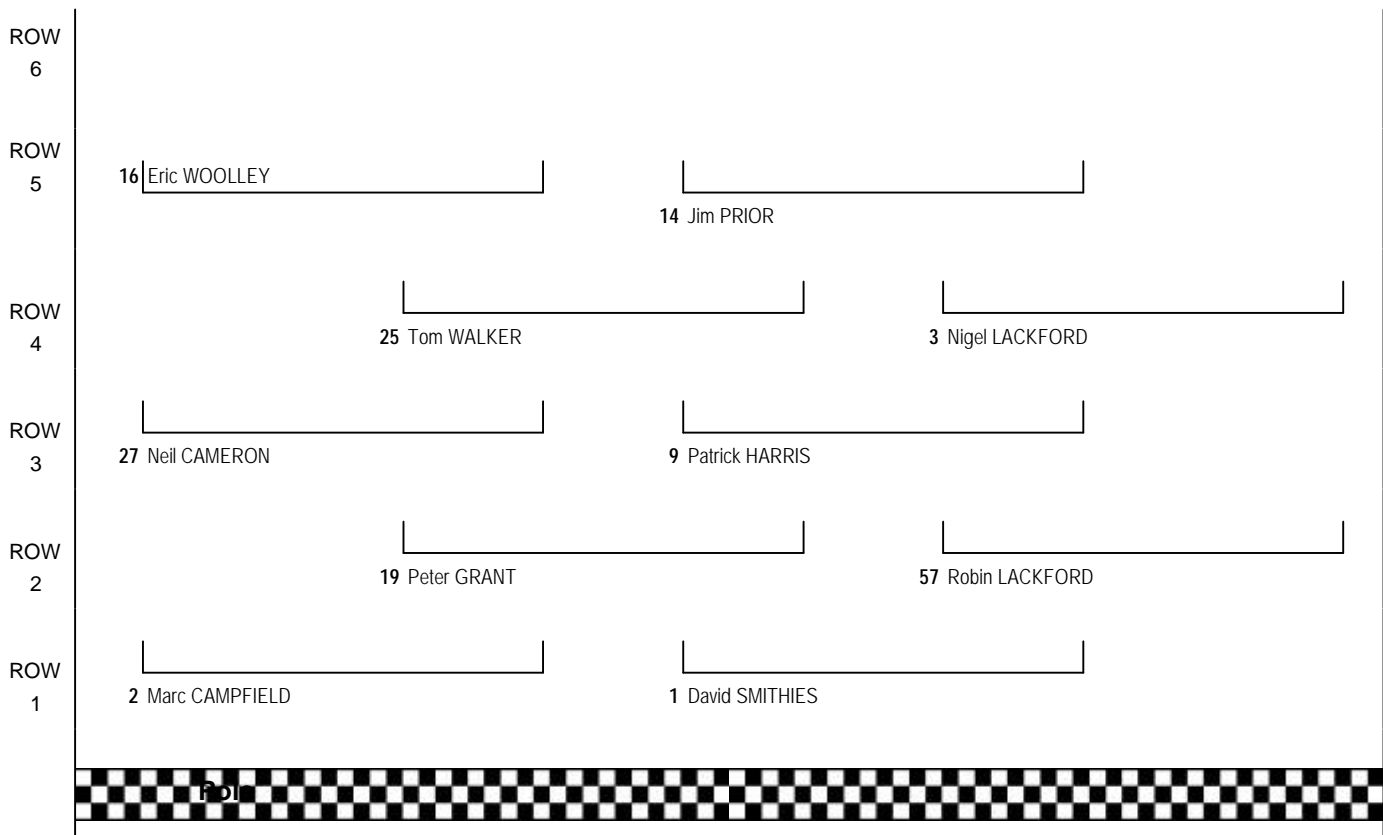 ROW
6
ROW
5
16 Eric WOOLLEY
14 Jim PRIOR
ROW
4
25 Tom WALKER
3 Nigel LACKFORD
ROW
3
27 Neil CAMERON
9 Patrick HARRIS
ROW
2
19 Peter GRANT
57 Robin LACKFORD
ROW
1
2 Marc CAMPFIELD
1 David SMITHIES
Pole